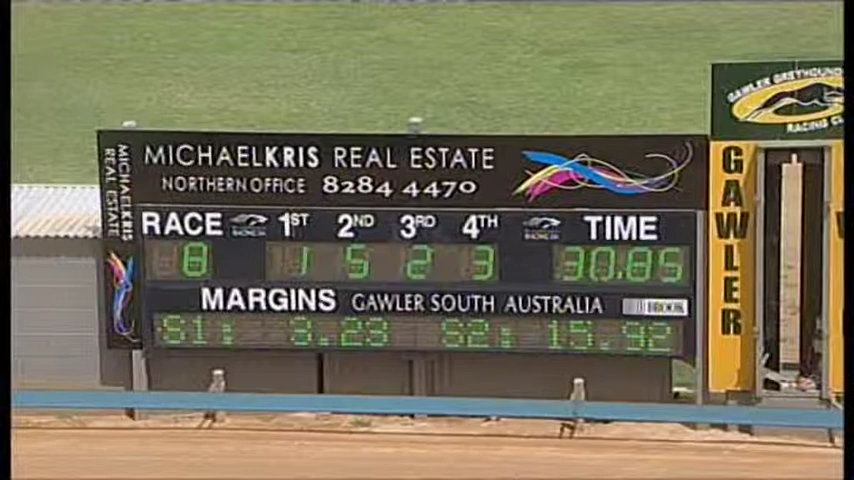 GAWLER GREYHOUND
RACING CL
MICHAELKRIS REAL ESTATE
NORTHERN OFFICE 8284 4470
MICHAELKRIS
REAL ESTATE
RACE 1ST 2ND 3RD 4TH TIME
8 1 5 2 3 30.85
MARGINS GAWLER SOUTH AUSTRALIA
S1: 3.23 S2: 15.92
GAWLER